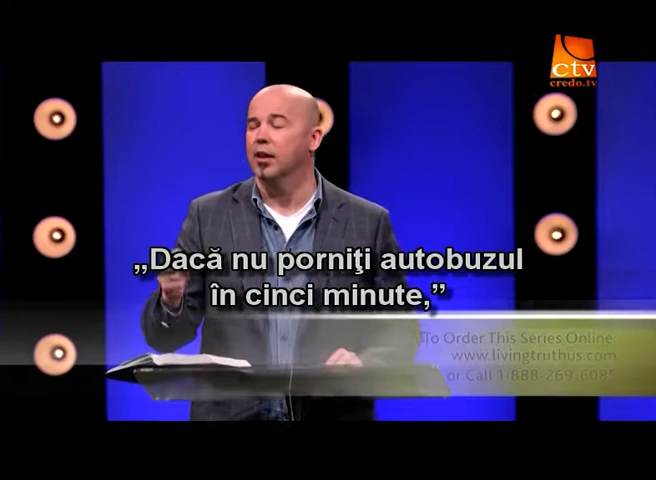 ctv
credo.tv
„Dacă nu porniţi autobuzul
în cinci minute,”
To Order This Series Online
www.livingtruthus.com
or Call 1-888-269-6085